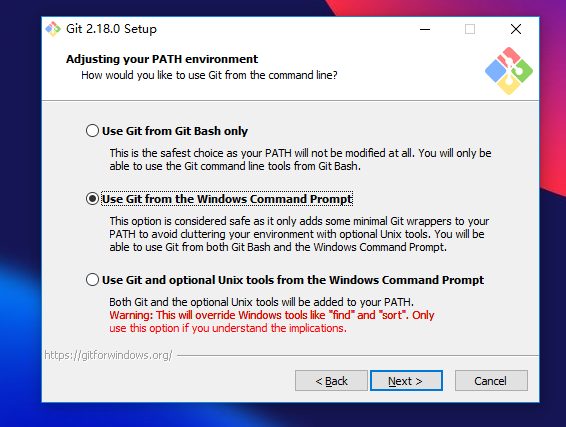 Git 2.18.0 Setup
Adjusting your PATH environment
How would you like to use Git from the command line?
Use Git from Git Bash only
This is the safest choice as your PATH will not be modified at all. You will only be
able to use the Git command line tools from Git Bash.
Use Git from the Windows Command Prompt
This option is considered safe as it only adds some minimal Git wrappers to your
PATH to avoid cluttering your environment with optional Unix tools. You will be
able to use Git from both Git Bash and the Windows Command Prompt.
Use Git and optional Unix tools from the Windows Command Prompt
Both Git and the optional Unix tools will be added to your PATH.
Warning: This will override Windows tools like "find" and "sort". Only
use this option if you understand the implications.
https://gitforwindows.org/
< Back
Next >
Cancel